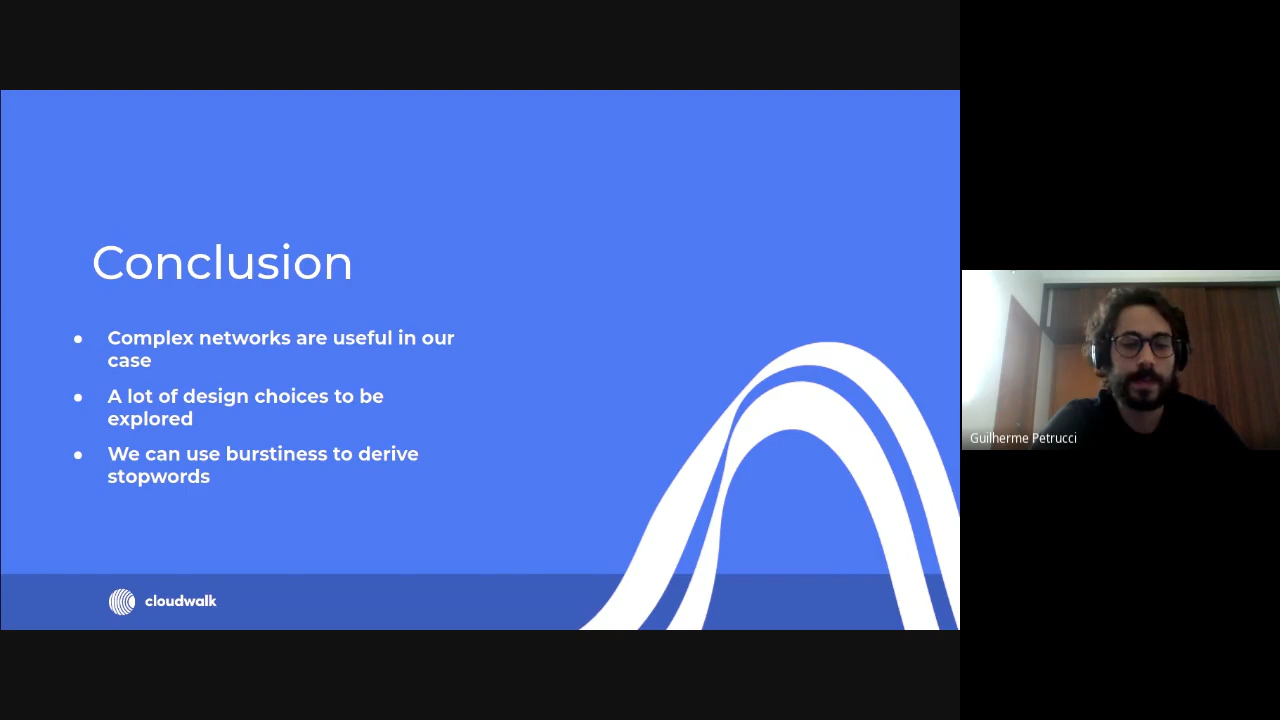 Conclusion
● Complex networks are useful in our
case
● A lot of design choices to be
explored
● We can use burstiness to derive
stopwords
cloudwalk
Guilherme Petrucci